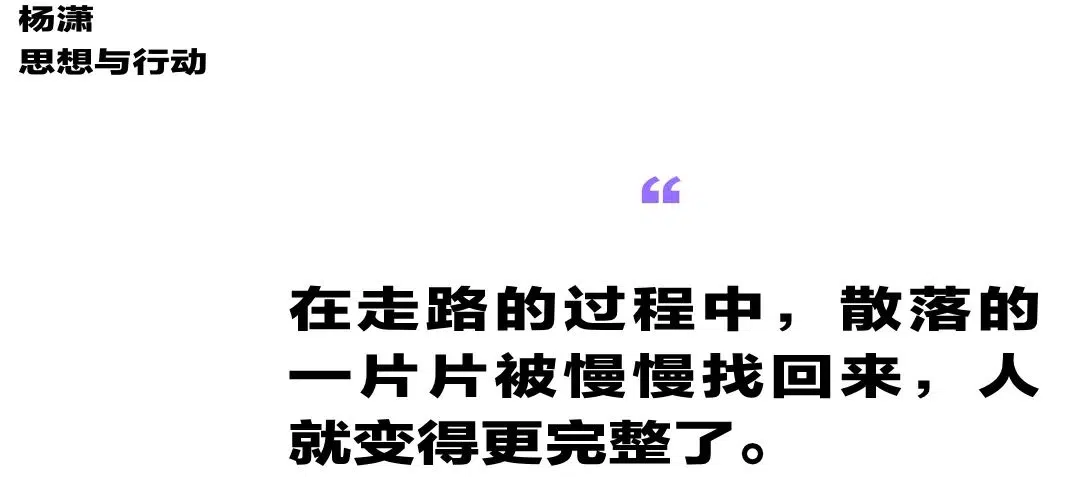 杨潇
思想与行动
“
在走路的过程中，散落的
一片片被慢慢找回来，人
就变得更完整了。